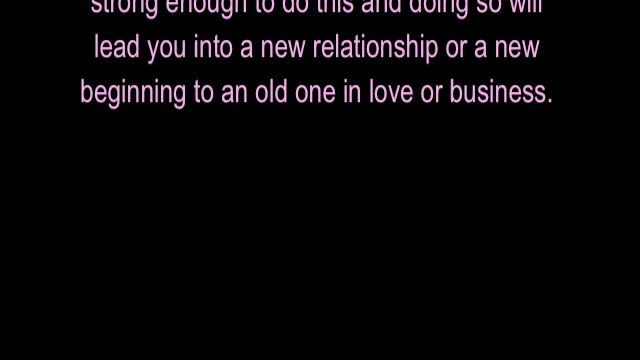 strong enough to do this and doing so will
lead you into a new relationship or a new
beginning to an old one in love or business.